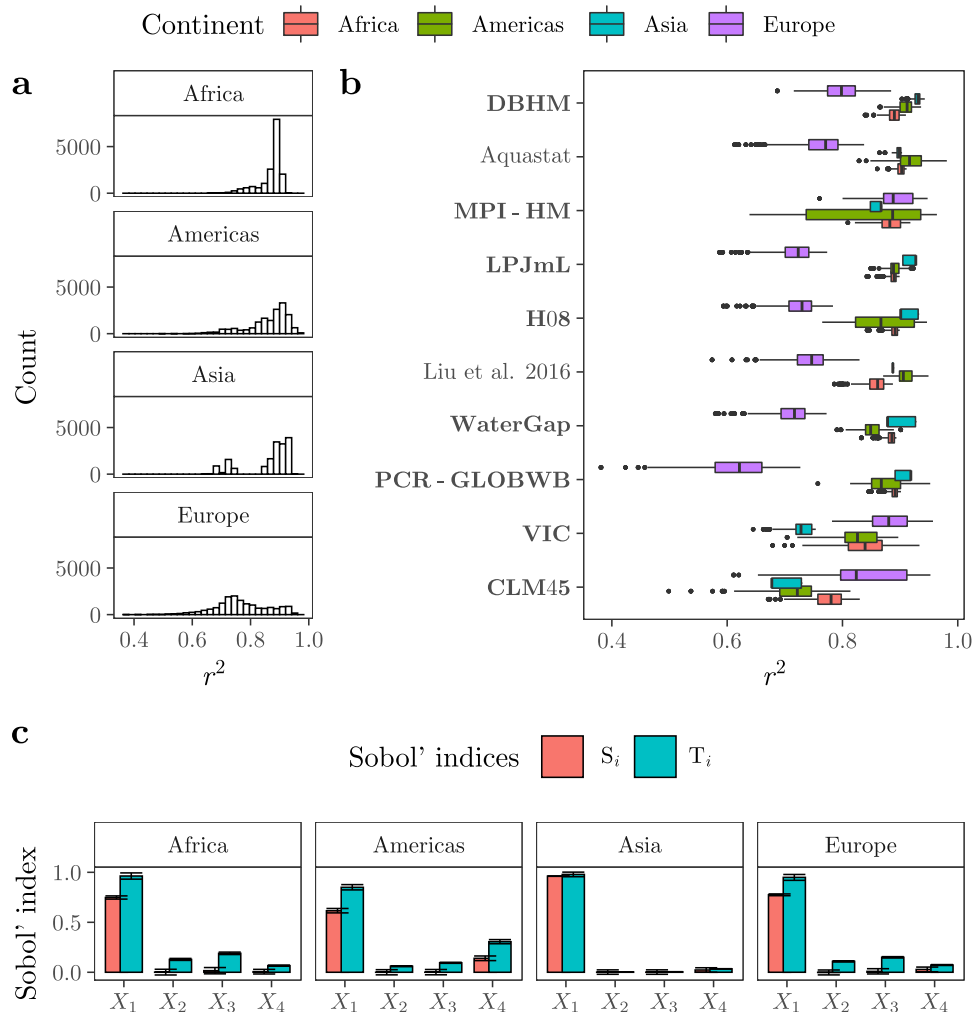 Continent Africa Americas Asia Europe
a
Africa
5000
0
Americas
5000
0
Asia
5000
0
Europe
5000
0
0.4 0.6 0.8 1.0
r²
Count
b
DBHM
Aquastat
MPI - HM
LPJmL
H08
Liu et al. 2016
WaterGap
PCR - GLOBWB
VIC
CLM45
0.4 0.6 0.8 1.0
r²
c
Sobol' indices Sᵢ Tᵢ
Africa Americas Asia Europe
Sobol' index
1.0
0.5
0.0
X₁ X₂ X₃ X₄ X₁ X₂ X₃ X₄ X₁ X₂ X₃ X₄ X₁ X₂ X₃ X₄